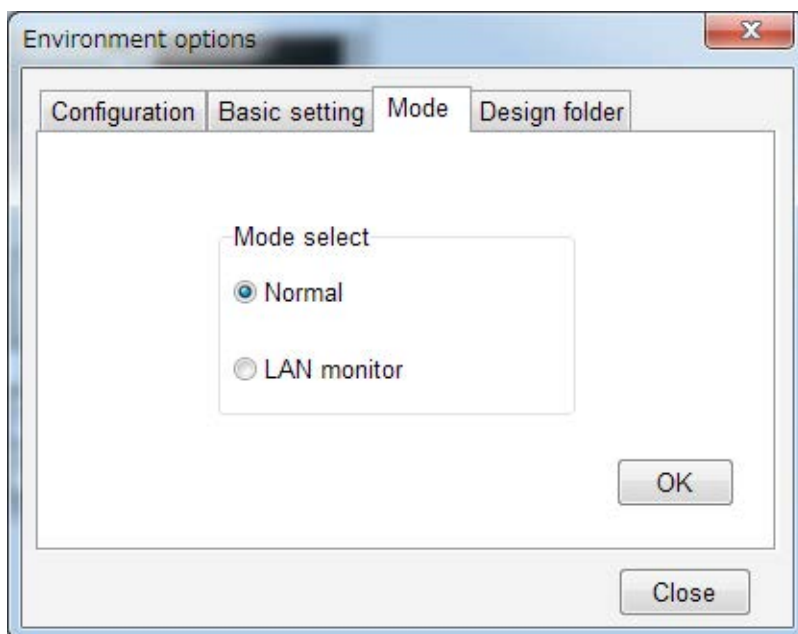 Environment options
Configuration Basic setting Mode Design folder
Mode select
Normal
LAN monitor
OK
Close